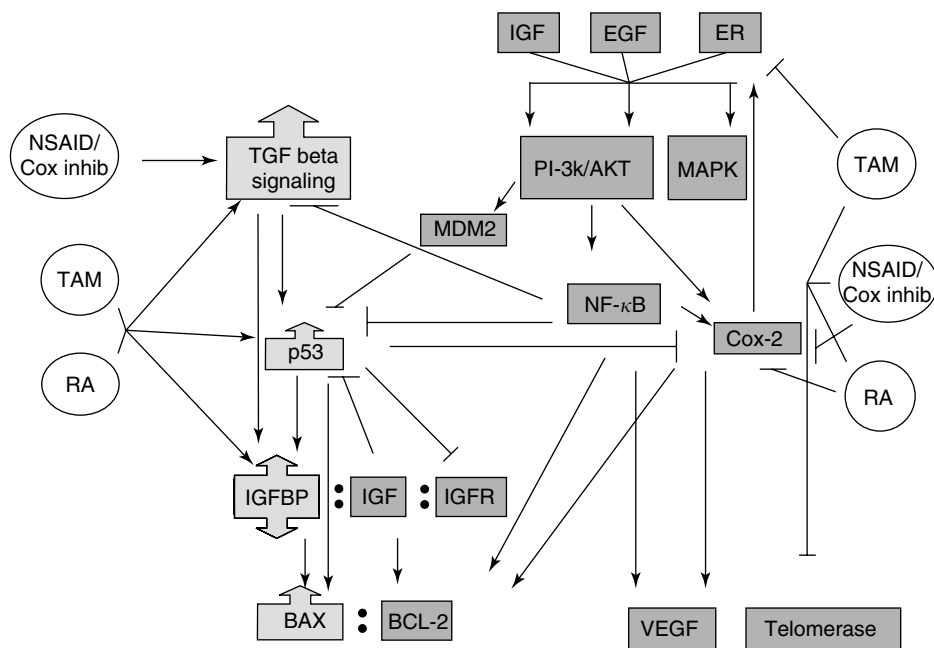 IGF
EGF
ER
NSAID/
Cox inhib
TGF beta
signaling
PI-3k/AKT
MAPK
TAM
MDM2
TAM
NSAID/
Cox inhib
NF-κB
Cox-2
p53
RA
RA
IGFBP
:
IGF
:
IGFR
BAX
:
BCL-2
VEGF
Telomerase